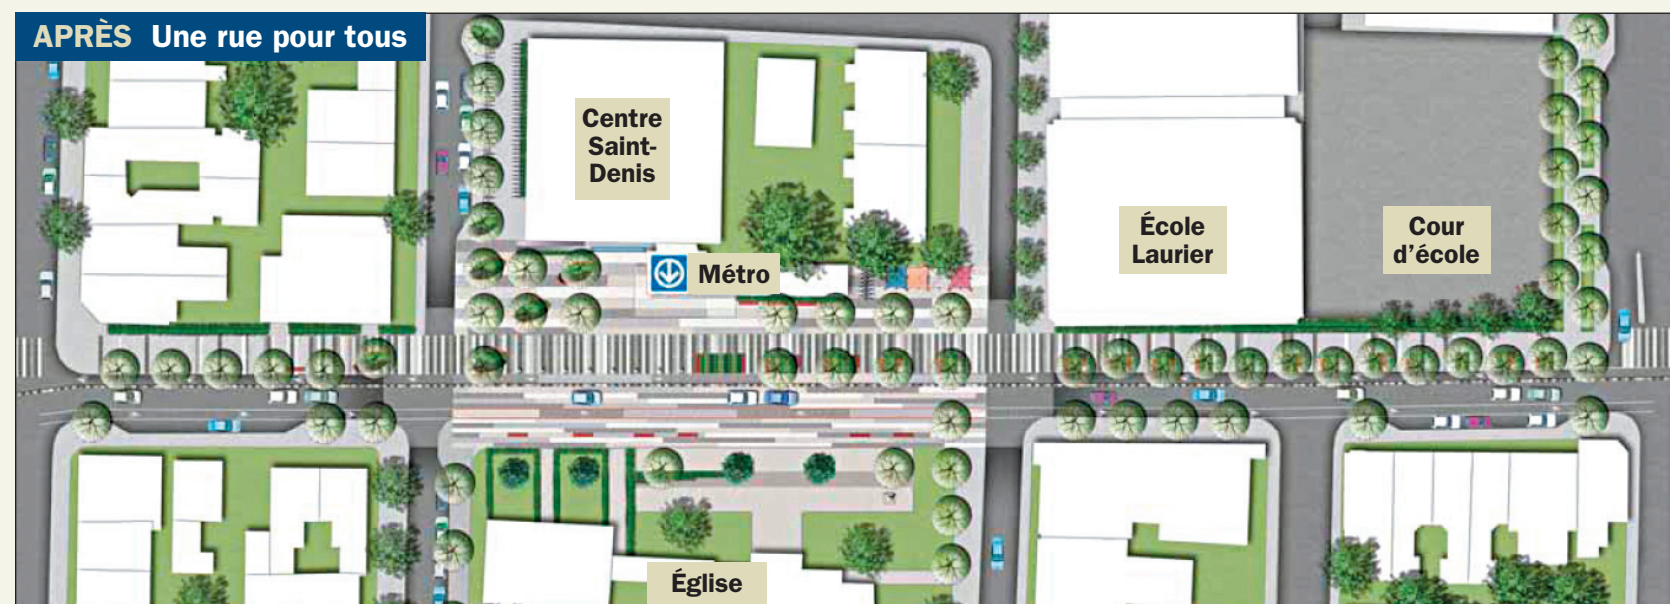 APRÈS Une rue pour tous
Centre
Saint-
Denis
Métro
École
Laurier
Cour
d'école
Église